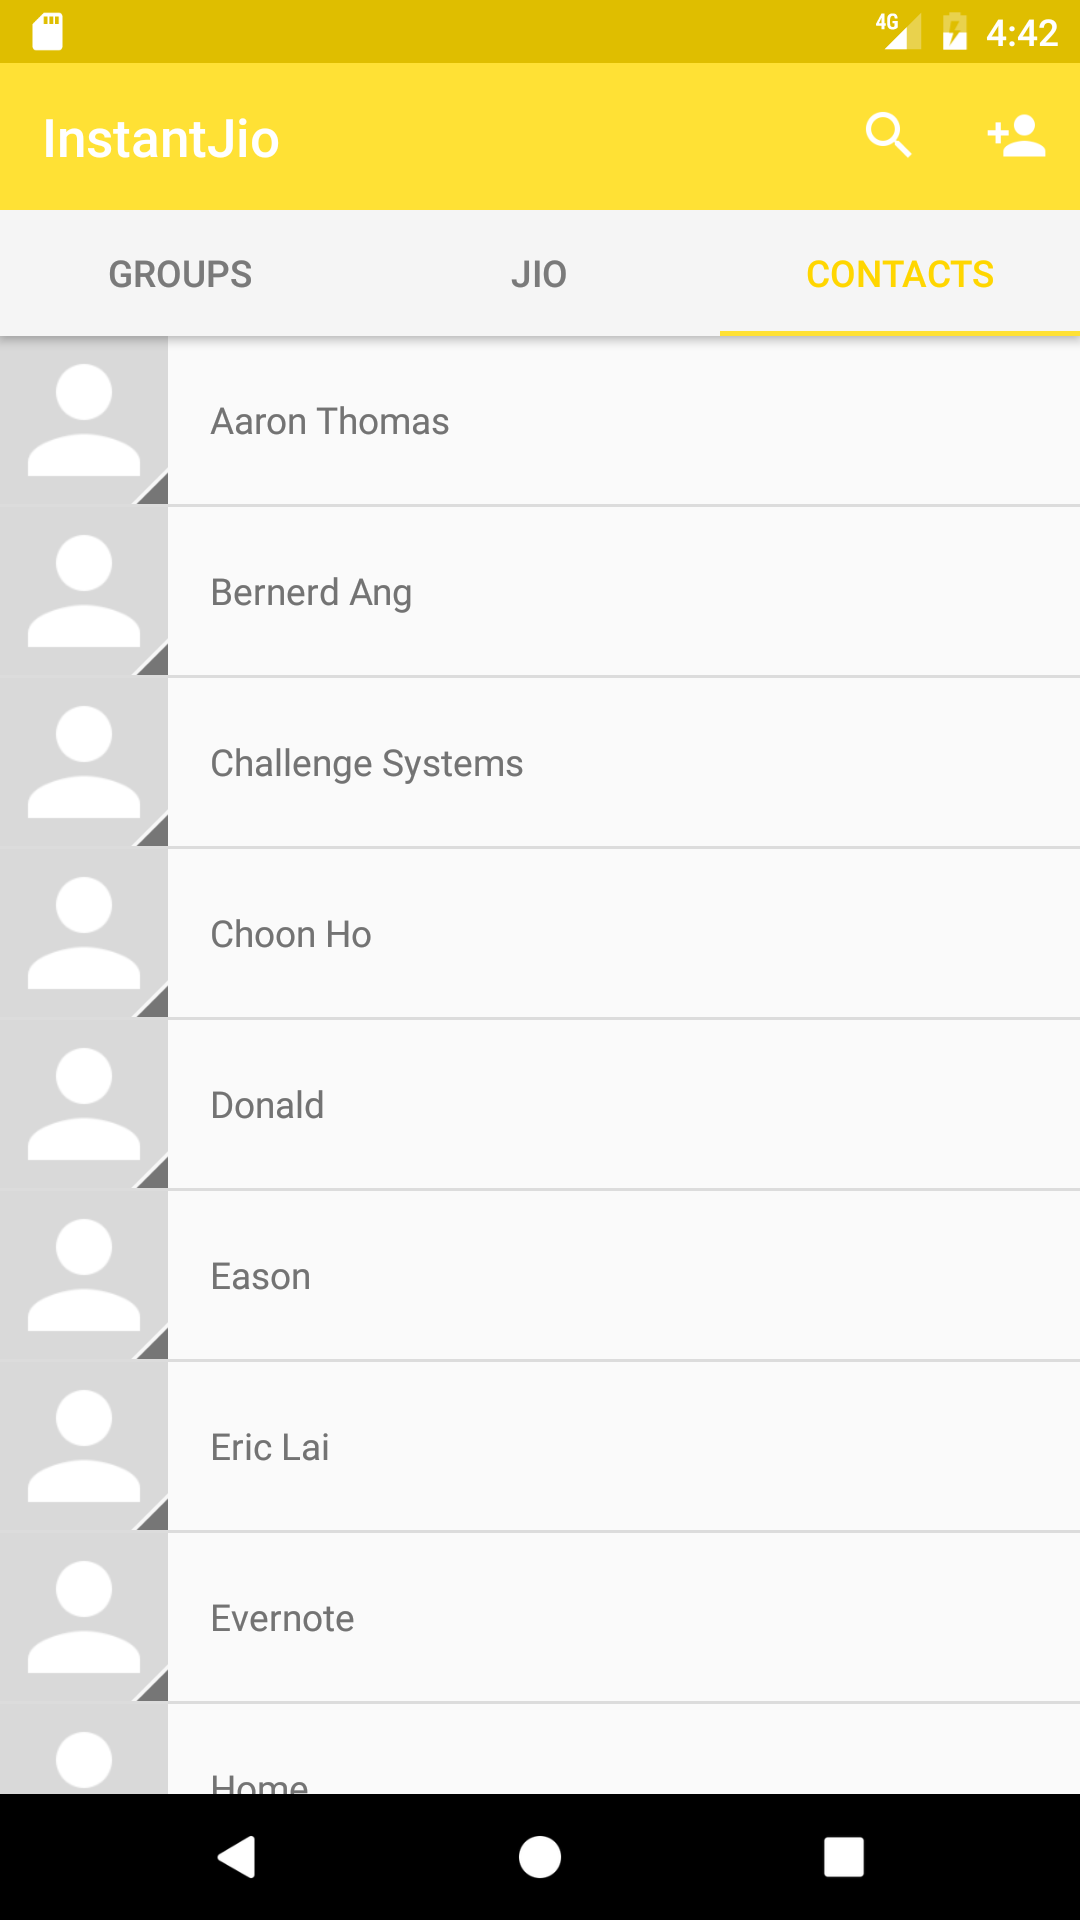 4G 4:42
InstantJio
GROUPS JIO CONTACTS
Aaron Thomas
Bernerd Ang
Challenge Systems
Choon Ho
Donald
Eason
Eric Lai
Evernote
Home